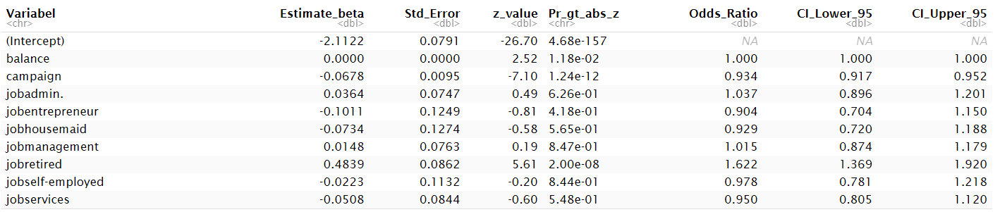 Variabel Estimate_beta Std_Error z_value Pr_gt_abs_z Odds_Ratio CI_Lower_95 CI_Upper_95
<chr> <dbl> <dbl> <dbl> <chr> <dbl> <dbl> <dbl>
(Intercept) -2.1122 0.0791 -26.70 4.68e-157 NA NA NA
balance 0.0000 0.0000 2.52 1.18e-02 1.000 1.000 1.000
campaign -0.0678 0.0095 -7.10 1.24e-12 0.934 0.917 0.952
jobadmin. 0.0364 0.0747 0.49 6.26e-01 1.037 0.896 1.201
jobentrepreneur -0.1011 0.1249 -0.81 4.18e-01 0.904 0.704 1.150
jobhousemaid -0.0734 0.1274 -0.58 5.65e-01 0.929 0.720 1.188
jobmanagement 0.0148 0.0763 0.19 8.47e-01 1.015 0.874 1.179
jobretired 0.4839 0.0862 5.61 2.00e-08 1.622 1.369 1.920
jobself-employed -0.0223 0.1132 -0.20 8.44e-01 0.978 0.781 1.218
jobservices -0.0508 0.0844 -0.60 5.48e-01 0.950 0.805 1.120